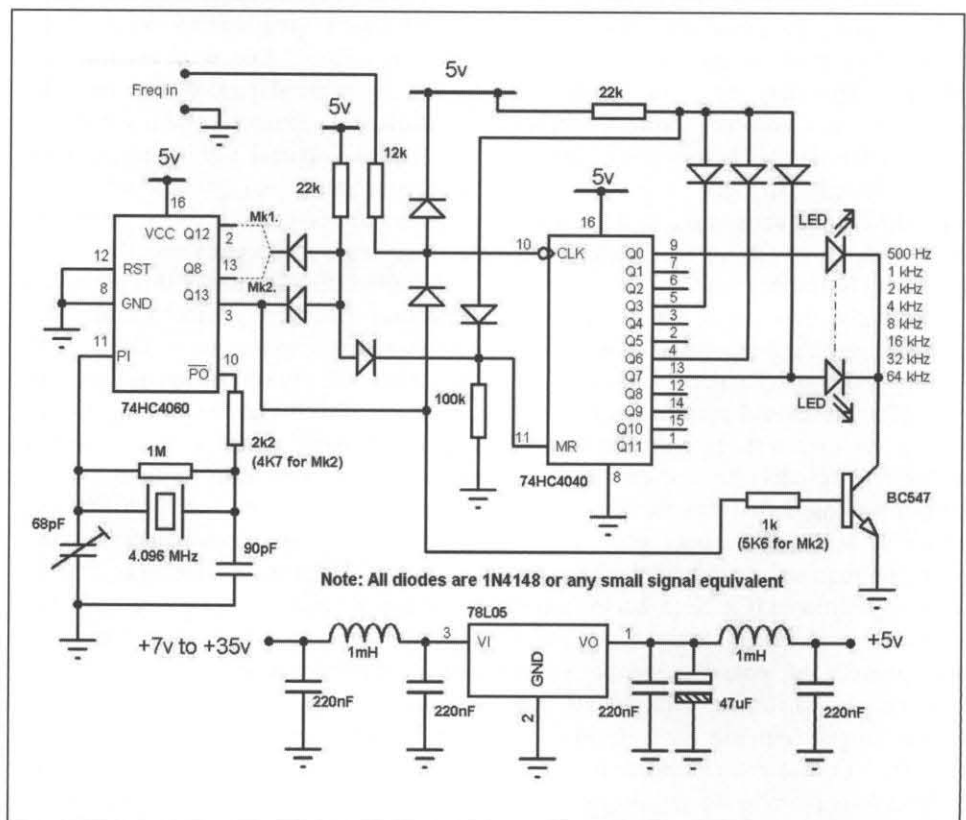 Freq in
5v
5v
5v
22k
12k
22k
5v
16
VCC
Mk1.
Q12
2
Q8
13
Mk2.
Q13
3
12
RST
8
GND
11
PI
10
PO
74HC4060
5v
16
10
CLK
Q0
9
Q1
7
Q2
6
Q3
5
Q4
3
Q5
2
Q6
4
Q7
13
Q8
12
Q9
14
Q10
15
Q11
1
11
MR
8
74HC4040
LED
LED
500 Hz
1 kHz
2 kHz
4 kHz
8 kHz
16 kHz
32 kHz
64 kHz
100k
2k2
(4K7 for Mk2)
1M
68pF
4.096 MHz
90pF
1k
(5K6 for Mk2)
BC547
Note: All diodes are 1N4148 or any small signal equivalent
+7v to +35v
1mH
220nF
220nF
78L05
3
VI
VO
1
GND
2
220nF
47uF
1mH
+5v
220nF